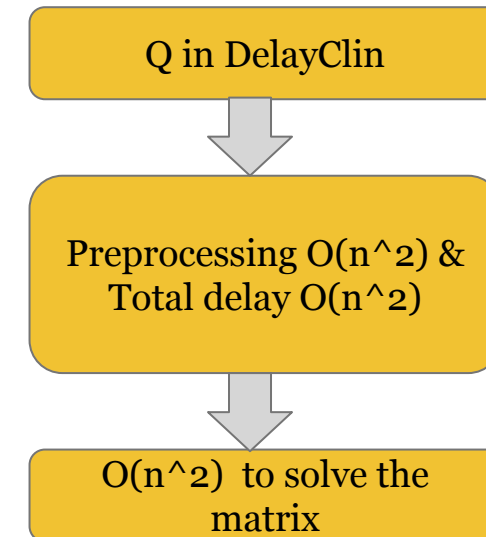 Q in DelayClin
Preprocessing O(n^2) &
Total delay O(n^2)
O(n^2) to solve the
matrix